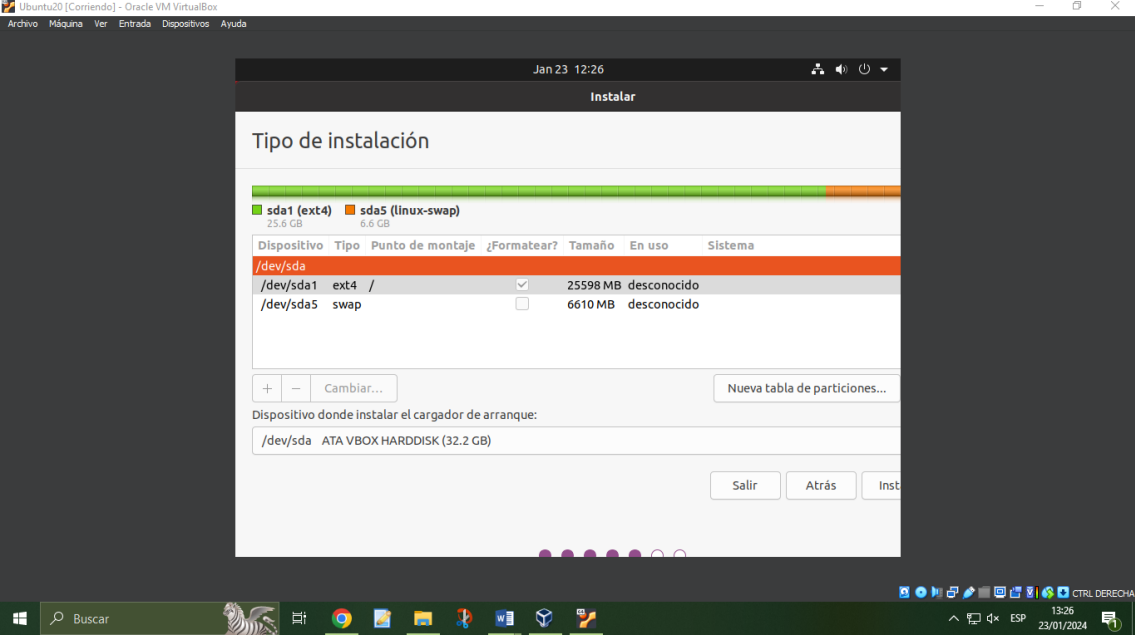 Ubuntu20 [Corriendo] - Oracle VM VirtualBox
Archivo Máquina Ver Entrada Dispositivos Ayuda
Jan 23 12:26
Instalar
Tipo de instalación
sda1 (ext4) sda5 (linux-swap)
25.6 GB 6.6 GB
Dispositivo Tipo Punto de montaje ¿Formatear? Tamaño En uso Sistema
/dev/sda
/dev/sda1 ext4 / 25598 MB desconocido
/dev/sda5 swap 6610 MB desconocido
+ − Cambiar... Nueva tabla de particiones...
Dispositivo donde instalar el cargador de arranque:
/dev/sda ATA VBOX HARDDISK (32.2 GB)
Salir Atrás Inst
CTRL DERECHA
Buscar
ESP
13:26
23/01/2024
1